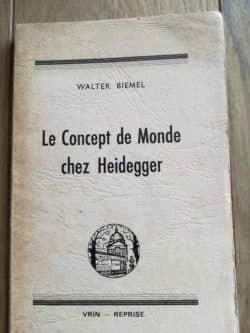 WALTER BIEMEL
Le Concept de Monde
chez Heidegger
VRIN — REPRISE